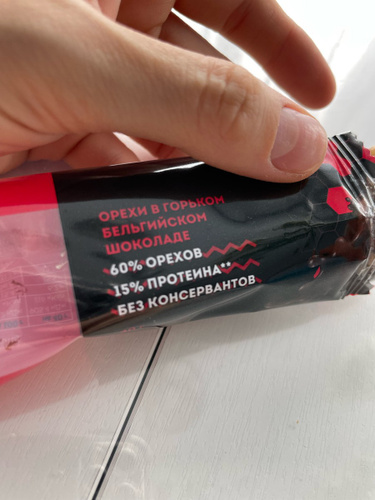 ОРЕХИ В ГОРЬКОМ
БЕЛЬГИЙСКОМ
ШОКОЛАДЕ
60% ОРЕХОВ
15% ПРОТЕИНА**
БЕЗ КОНСЕРВАНТОВ